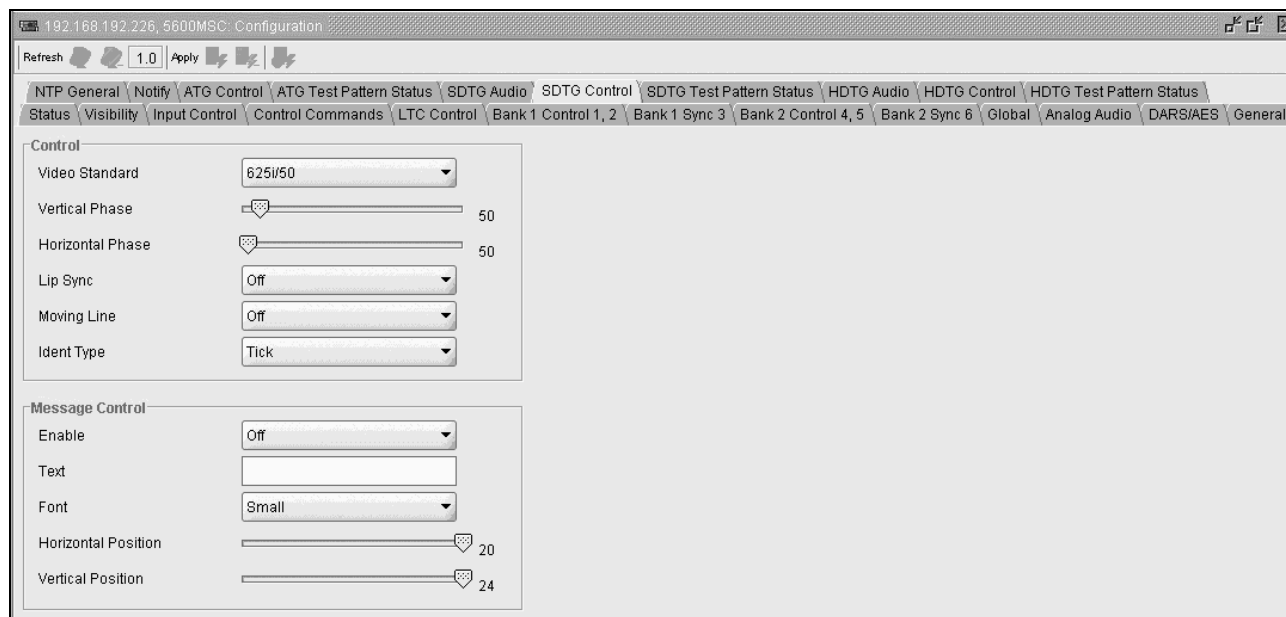 192.168.192.226, 5600MSC: Configuration
Refresh 1.0 Apply
NTP General Notify ATG Control ATG Test Pattern Status SDTG Audio SDTG Control SDTG Test Pattern Status HDTG Audio HDTG Control HDTG Test Pattern Status
Status Visibility Input Control Control Commands LTC Control Bank 1 Control 1, 2 Bank 1 Sync 3 Bank 2 Control 4, 5 Bank 2 Sync 6 Global Analog Audio DARS/AES General
Control
Video Standard 625i/50
Vertical Phase 50
Horizontal Phase 50
Lip Sync Off
Moving Line Off
Ident Type Tick
Message Control
Enable Off
Text
Font Small
Horizontal Position 20
Vertical Position 24